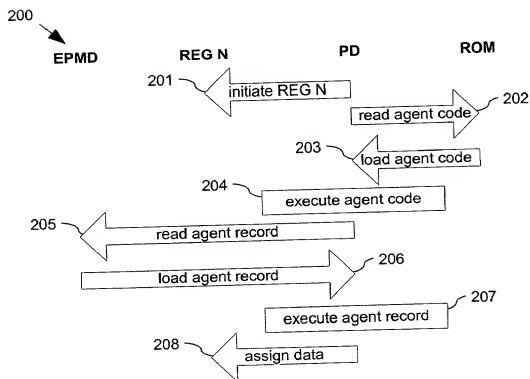 200
EPMD REG N PD ROM
201 initiate REG N
read agent code 202
203 load agent code
204 execute agent code
205 read agent record
load agent record 206
execute agent record 207
208 assign data